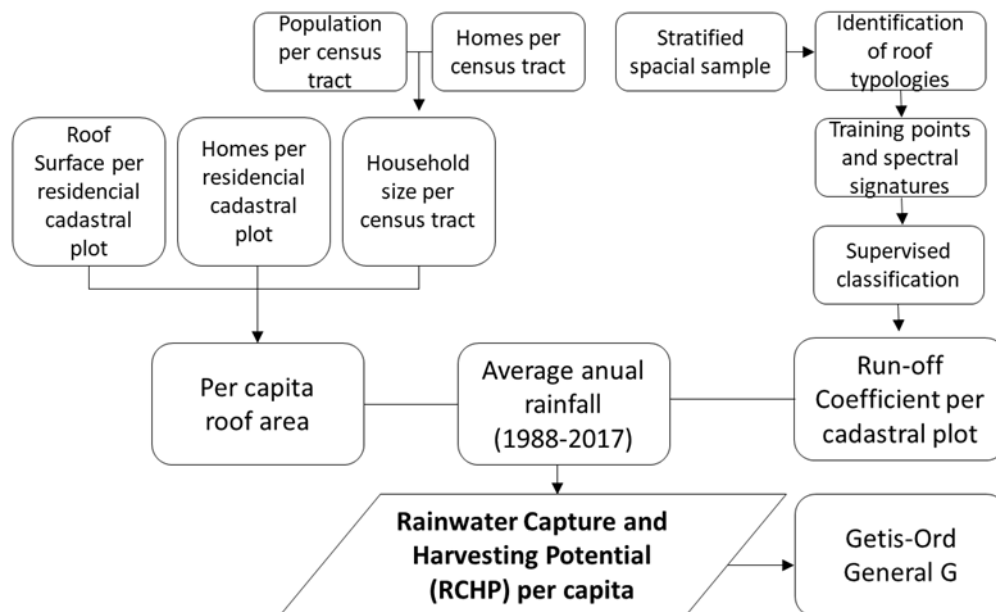 Population
per census
tract
Homes per
census tract
Stratified
spacial sample
Identification
of roof
typologies
Roof
Surface per
residencial
cadastral
plot
Homes per
residencial
cadastral
plot
Household
size per
census tract
Training points
and spectral
signatures
Supervised
classification
Per capita
roof area
Average anual
rainfall
(1988-2017)
Run-off
Coefficient per
cadastral plot
Rainwater Capture and
Harvesting Potential
(RCHP) per capita
Getis-Ord
General G